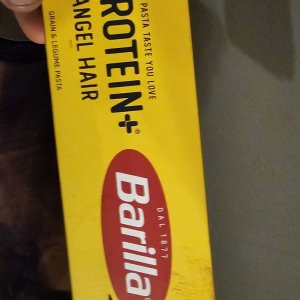 PASTA TASTE YOU LOVE
ROTEIN+®
ANGEL HAIR
GRAIN & LEGUME PASTA
DAL 1877
Barilla